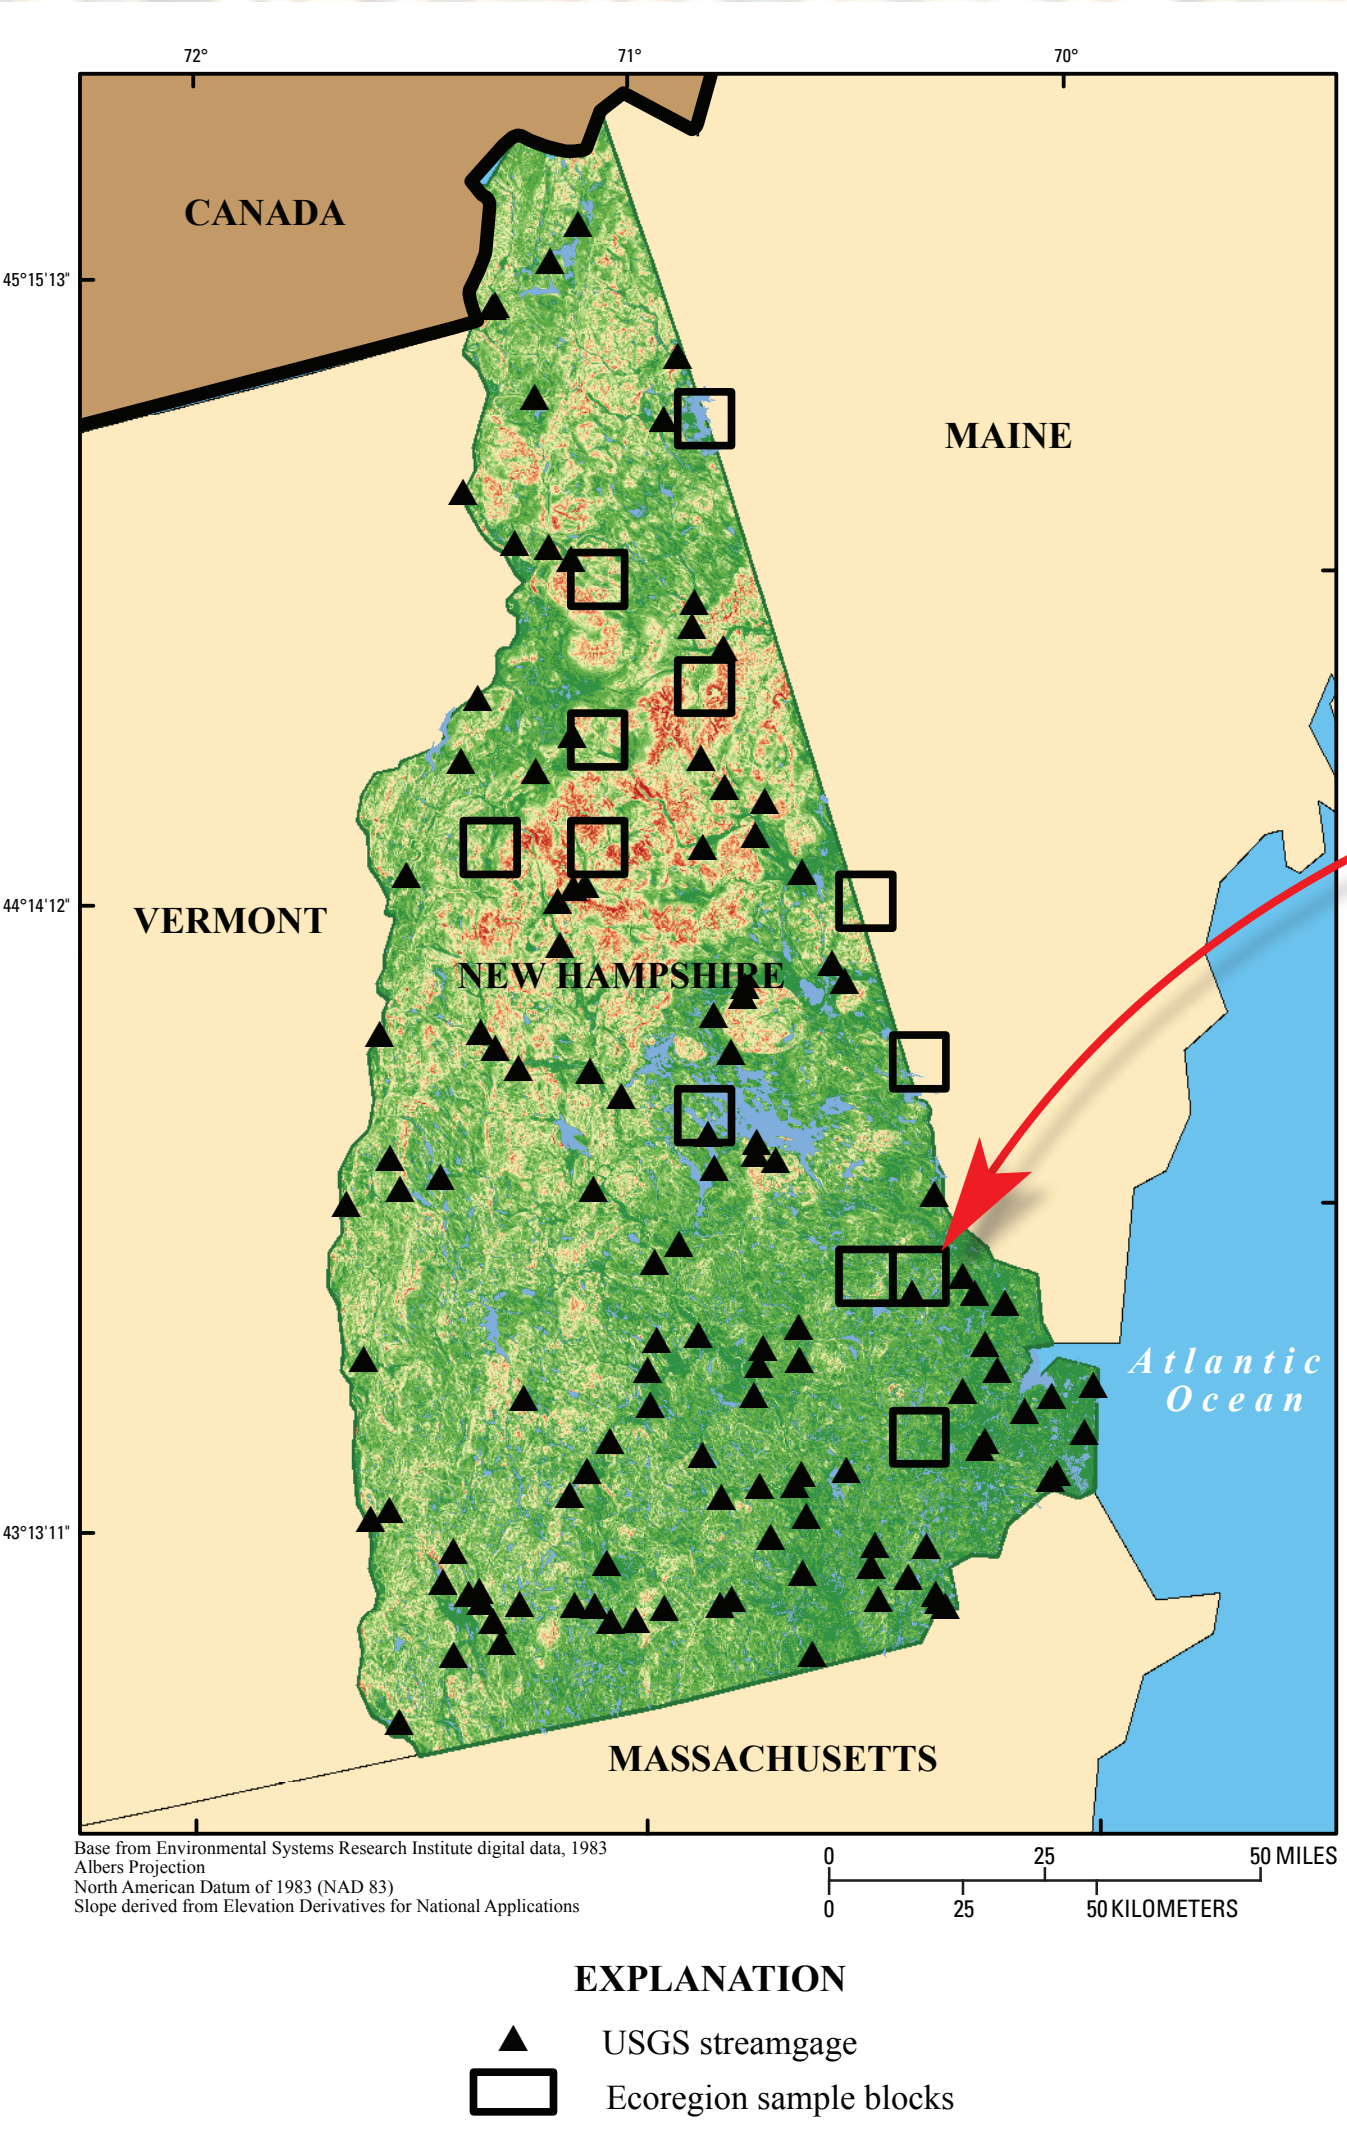 72°
71°
70°
CANADA
45°15'13"
MAINE
44°14'12"
VERMONT
NEW HAMPSHIRE
Atlantic
Ocean
43°13'11"
MASSACHUSETTS
Base from Environmental Systems Research Institute digital data, 1983
Albers Projection
North American Datum of 1983 (NAD 83)
Slope derived from Elevation Derivatives for National Applications
0 25 50 MILES
0 25 50 KILOMETERS
EXPLANATION
USGS streamgage
Ecoregion sample blocks